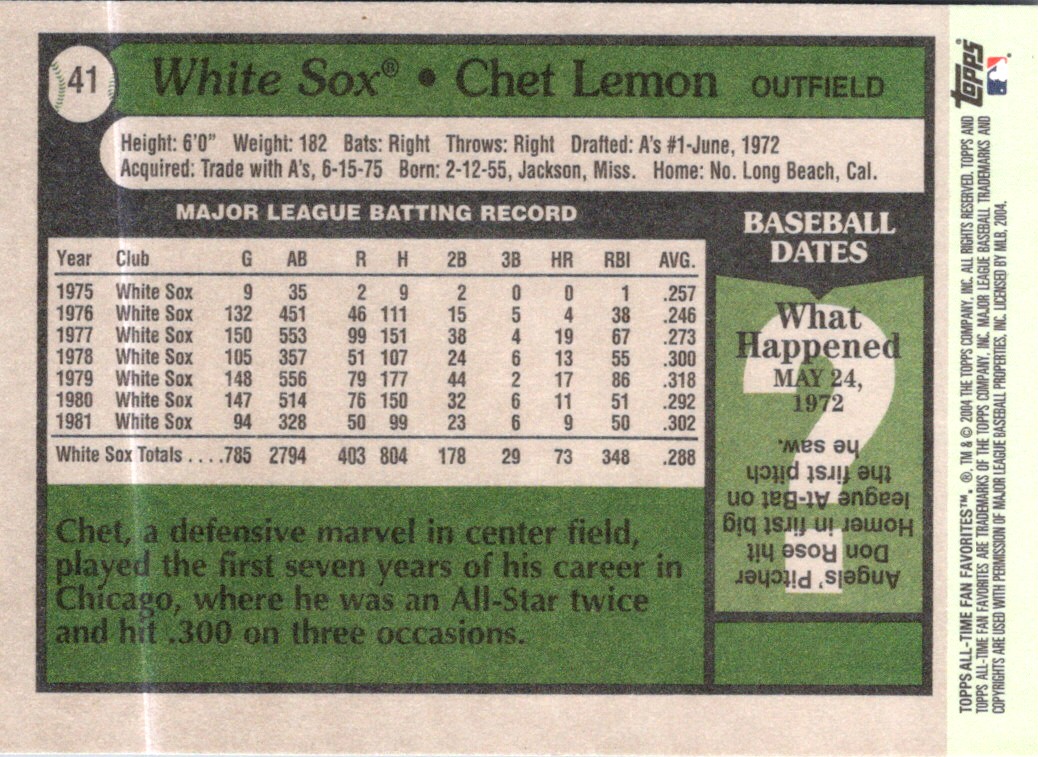 41
White Sox® • Chet Lemon OUTFIELD
Height: 6'0" Weight: 182 Bats: Right Throws: Right Drafted: A's #1-June, 1972
Acquired: Trade with A's, 6-15-75 Born: 2-12-55, Jackson, Miss. Home: No. Long Beach, Cal.
MAJOR LEAGUE BATTING RECORD
Year Club G AB R H 2B 3B HR RBI AVG.
1975 White Sox 9 35 2 9 2 0 0 1 .257
1976 White Sox 132 451 46 111 15 5 4 38 .246
1977 White Sox 150 553 99 151 38 4 19 67 .273
1978 White Sox 105 357 51 107 24 6 13 55 .300
1979 White Sox 148 556 79 177 44 2 17 86 .318
1980 White Sox 147 514 76 150 32 6 11 51 .292
1981 White Sox 94 328 50 99 23 6 9 50 .302
White Sox Totals . . . .785 2794 403 804 178 29 73 348 .288
Chet, a defensive marvel in center field,
played the first seven years of his career in
Chicago, where he was an All-Star twice
and hit .300 on three occasions.
BASEBALL
DATES
What
Happened
MAY 24,
1972
?
Angels' Pitcher
Don Rose hit
Homer in first big
league At-Bat on
the first pitch
he saw.
Topps
TOPPS ALL-TIME FAN FAVORITES™. ®, TM & © 2004 THE TOPPS COMPANY, INC. ALL RIGHTS RESERVED. TOPPS AND
TOPPS ALL-TIME FAN FAVORITES ARE TRADEMARKS OF THE TOPPS COMPANY, INC. MAJOR LEAGUE BASEBALL TRADEMARKS AND
COPYRIGHTS ARE USED WITH PERMISSION OF MAJOR LEAGUE BASEBALL PROPERTIES, INC. LICENSED BY MLB, 2004.